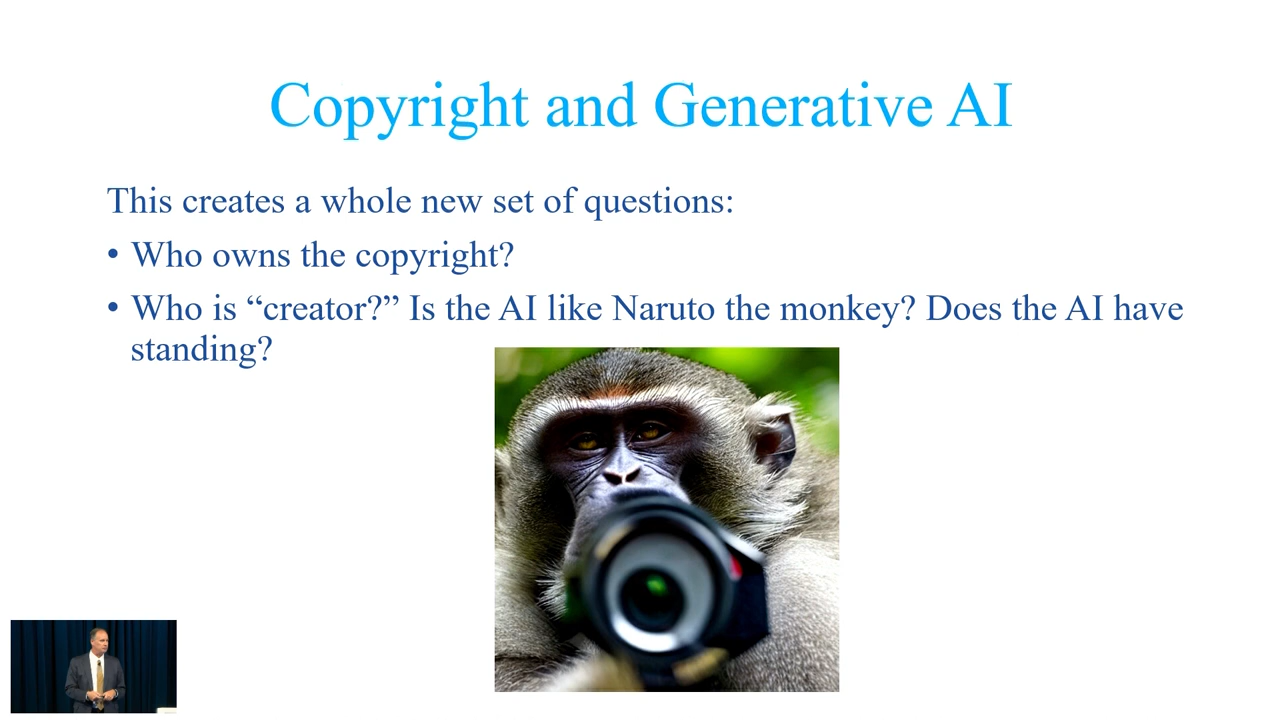 Copyright and Generative AI
This creates a whole new set of questions:
• Who owns the copyright?
• Who is “creator?” Is the AI like Naruto the monkey? Does the AI have
standing?